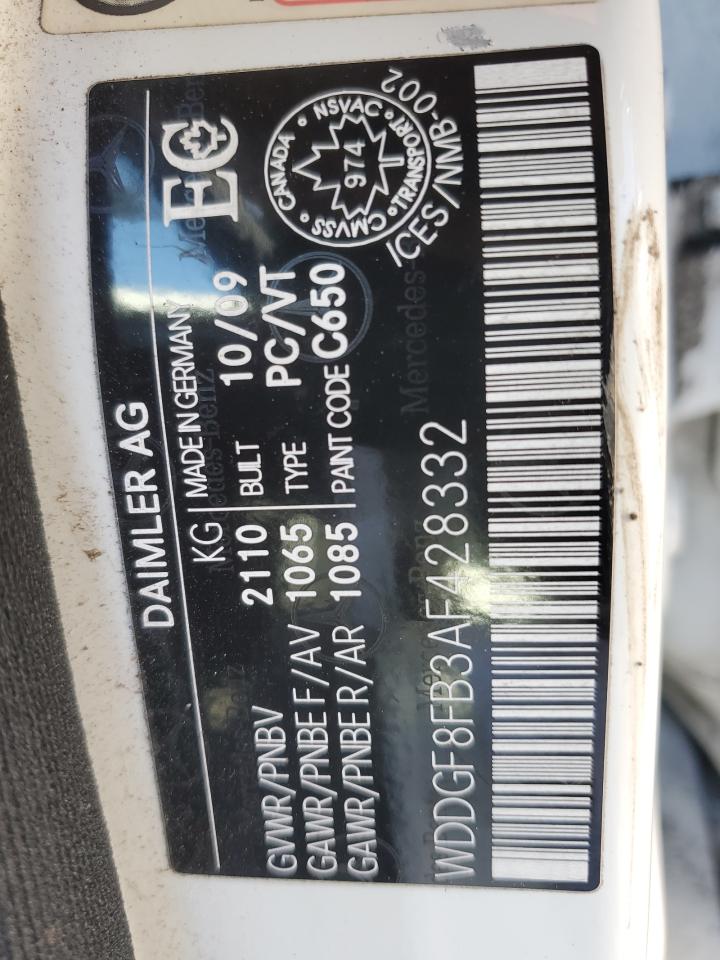 DAIMLER AG
KG MADE IN GERMANY
GVWR/PNBV 2110 BUILT 10/09
GAWR/PNBE F/AV 1065 TYPE PC/VT
GAWR/PNBE R/AR 1085 PAINT CODE C650
EC
CANADA • NSVAC • TRANSPORT • CMVSS •
974
ICES/NMB-002
WDDGF8FB3AF428332